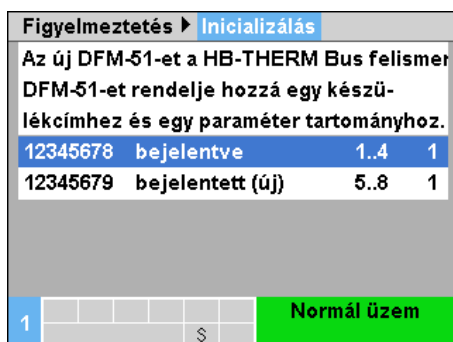 Figyelmeztetés ▶ Inicializálás
Az új DFM-51-et a HB-THERM Bus felismer
DFM-51-et rendelje hozzá egy készü-
lékcímhez és egy paraméter tartományhoz.
12345678 bejelentve 1..4 1
12345679 bejelentett (új) 5..8 1
Normál üzem
1
S